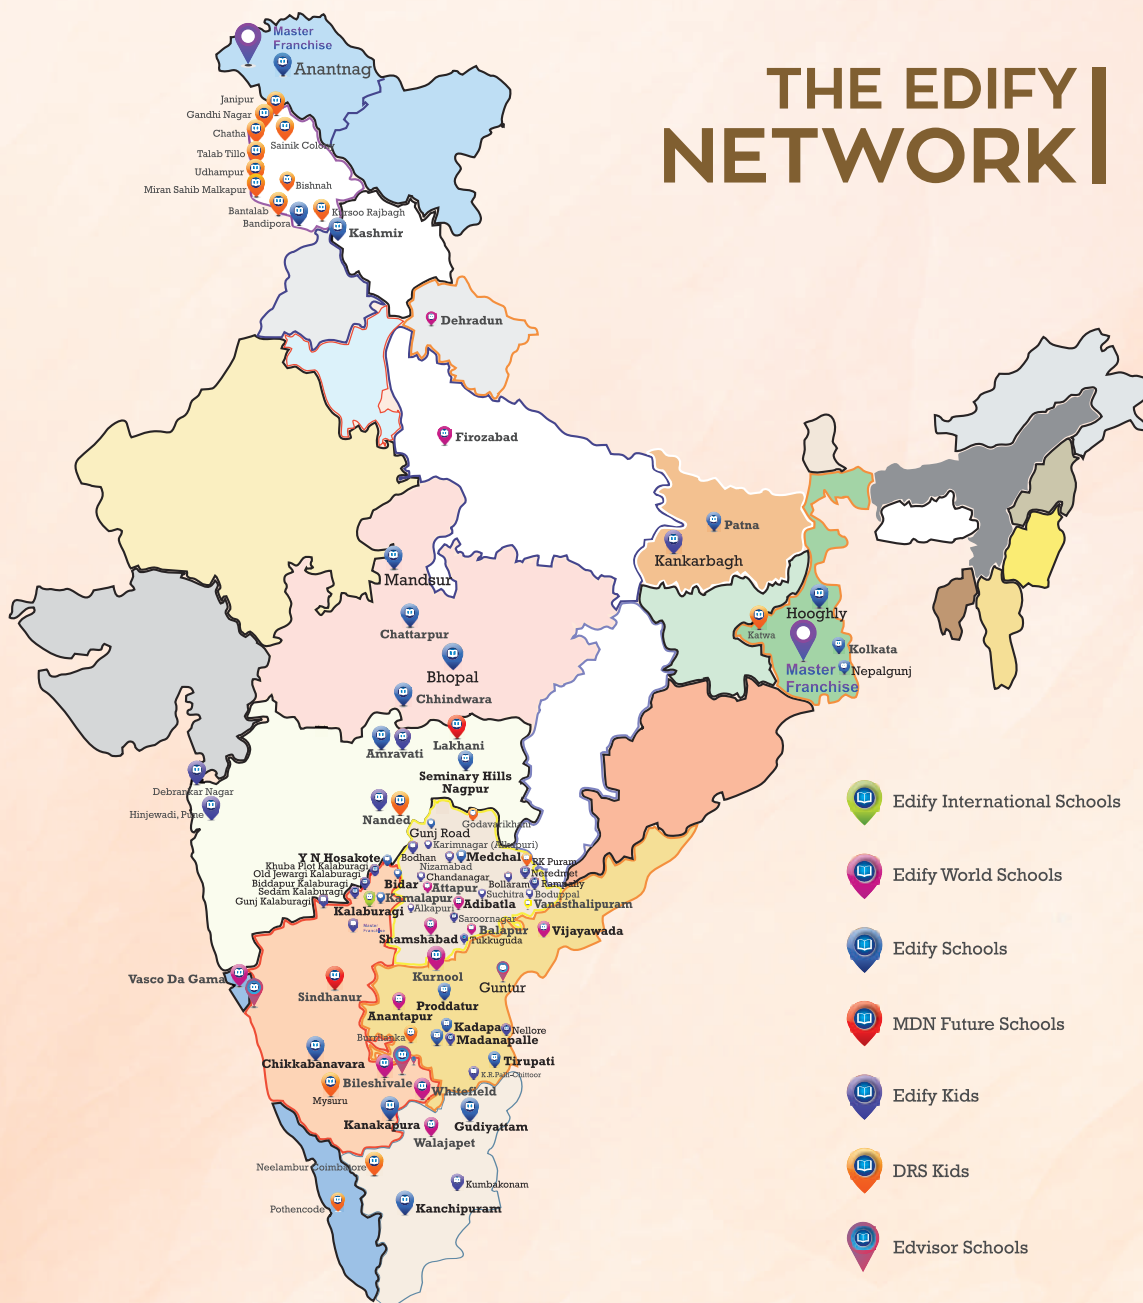 THE EDIFY
NETWORK
Master
Franchise
Anantnag
Janipur
Gandhi Nagar
Chatha
Sainik Colony
Talab Tillo
Udhampur
Miran Sahib Malkapur
Bishnah
Bantalab
Kursoo Rajbagh
Bandipora
Kashmir
Dehradun
Firozabad
Patna
Kankarbagh
Mandsur
Chattarpur
Bhopal
Chhindwara
Hooghly
Katwa
Kolkata
Master
Franchise
Nepalgunj
Amravati
Lakhani
Seminary Hills
Nagpur
Debrankar Nagar
Hinjewadi, Pune
Nanded
Godavarikhani
Gunj Road
Karimnagar (Alkapuri)
Y N Hosakote
Bodhan
Medchal
RK Puram
Khuba Plot Kalaburagi
Nizamabad
Neredmet
Old Jewargi Kalaburagi
Chandanagar
Biddapur Kalaburagi
Bidar
Bollaram
Rampally
Sedam Kalaburagi
Attapur
Suchitra
Boduppal
Gunj Kalaburagi
Kamalapur
Adibatla
Vanasthalipuram
Kalaburagi
Alkapuri
Saroornagar
Master
Franchise
Balapur
Vijayawada
Shamshabad
Tukkuguda
Vasco Da Gama
Kurnool
Guntur
Sindhanur
Proddatur
Anantapur
Kadapa
Nellore
Madanapalle
Chikkabanavara
Tirupati
K.R.Palli-Chittoor
Bileshivale
Whitefield
Mysuru
Kanakapura
Gudiyattam
Walajapet
Neelambur Coimbatore
Kumbakonam
Pothencode
Kanchipuram
Edify International Schools
Edify World Schools
Edify Schools
MDN Future Schools
Edify Kids
DRS Kids
Edvisor Schools